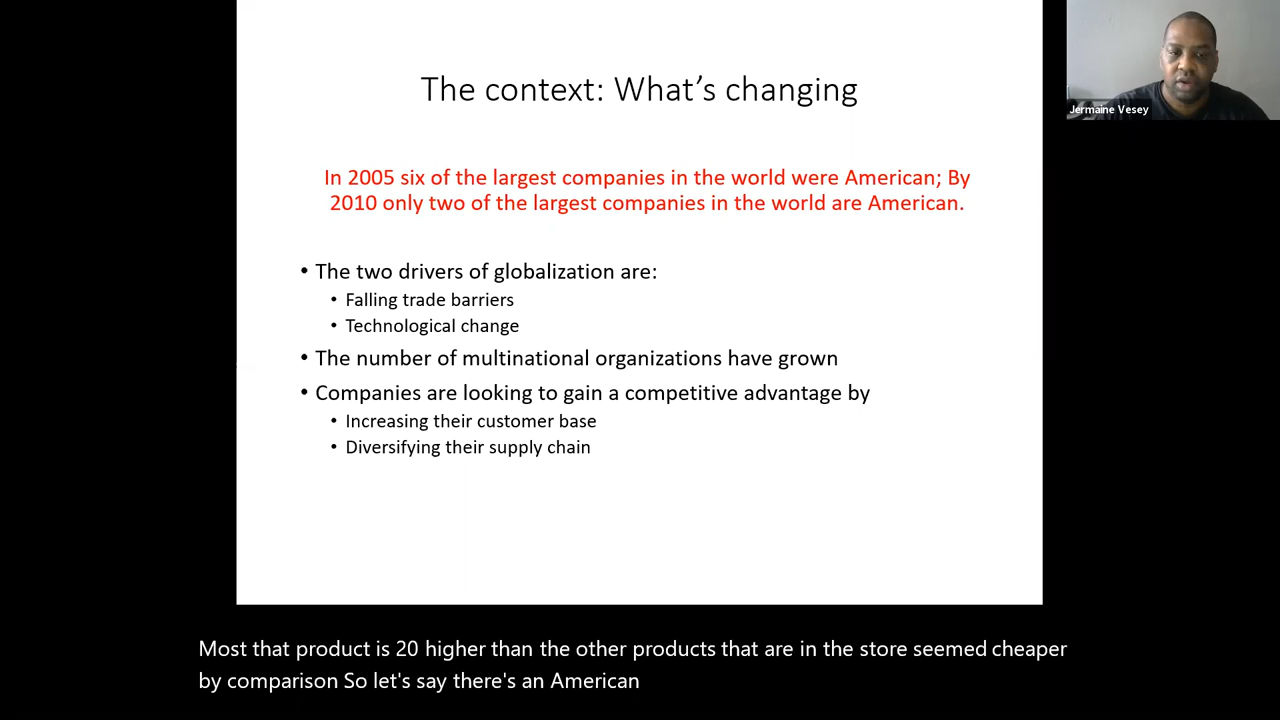 The context: What's changing
Jermaine Vesey
In 2005 six of the largest companies in the world were American; By
2010 only two of the largest companies in the world are American.
• The two drivers of globalization are:
• Falling trade barriers
• Technological change
• The number of multinational organizations have grown
• Companies are looking to gain a competitive advantage by
• Increasing their customer base
• Diversifying their supply chain
Most that product is 20 higher than the other products that are in the store seemed cheaper
by comparison So let's say there's an American